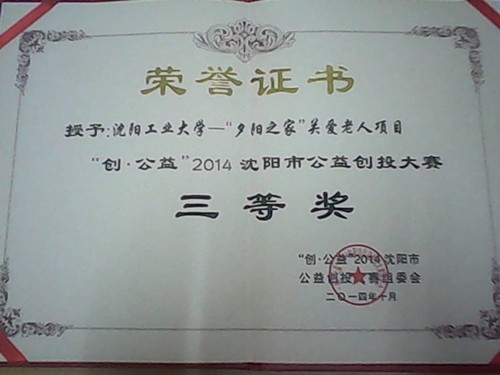 荣誉证书
授予:沈阳工业大学—“夕阳之家”关爱老人项目
“创·公益”2014 沈阳市公益创投大赛
三等奖
“创·公益”2014 沈阳市
公益创投大赛组委会
二〇一四年十月